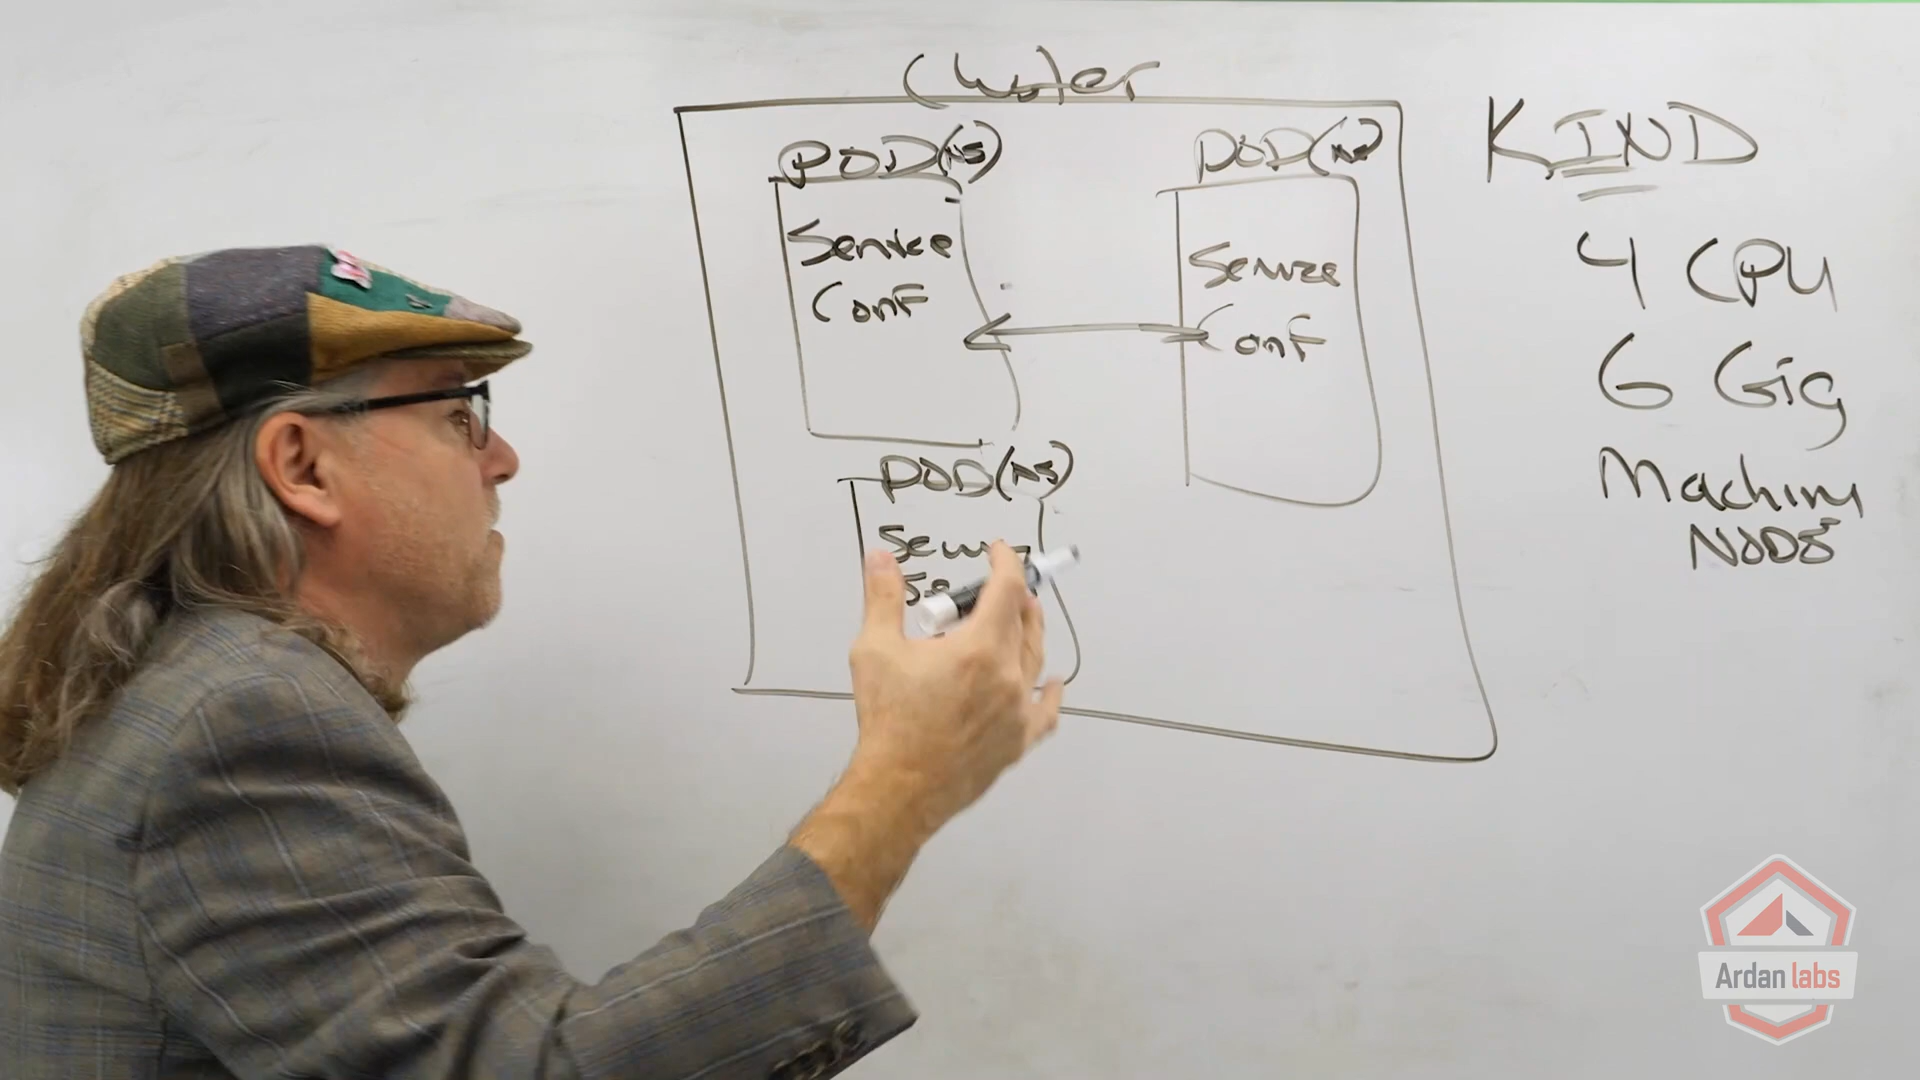 Cluster
POD(NS)
Service
Conf
POD(NS)
Service
Conf
POD(NS)
KIND
4 CPU
6 Gig
Machine
NODE
Ardan labs